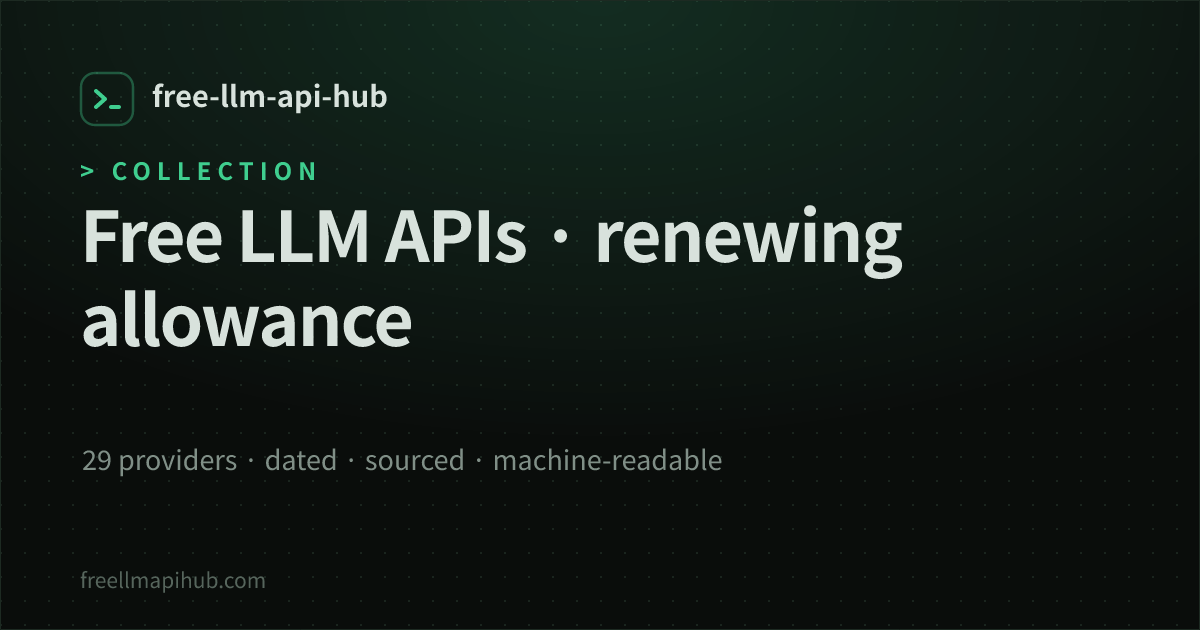 >_ free-llm-api-hub
> COLLECTION
Free LLM APIs · renewing
allowance
29 providers · dated · sourced · machine-readable
freellmapihub.com